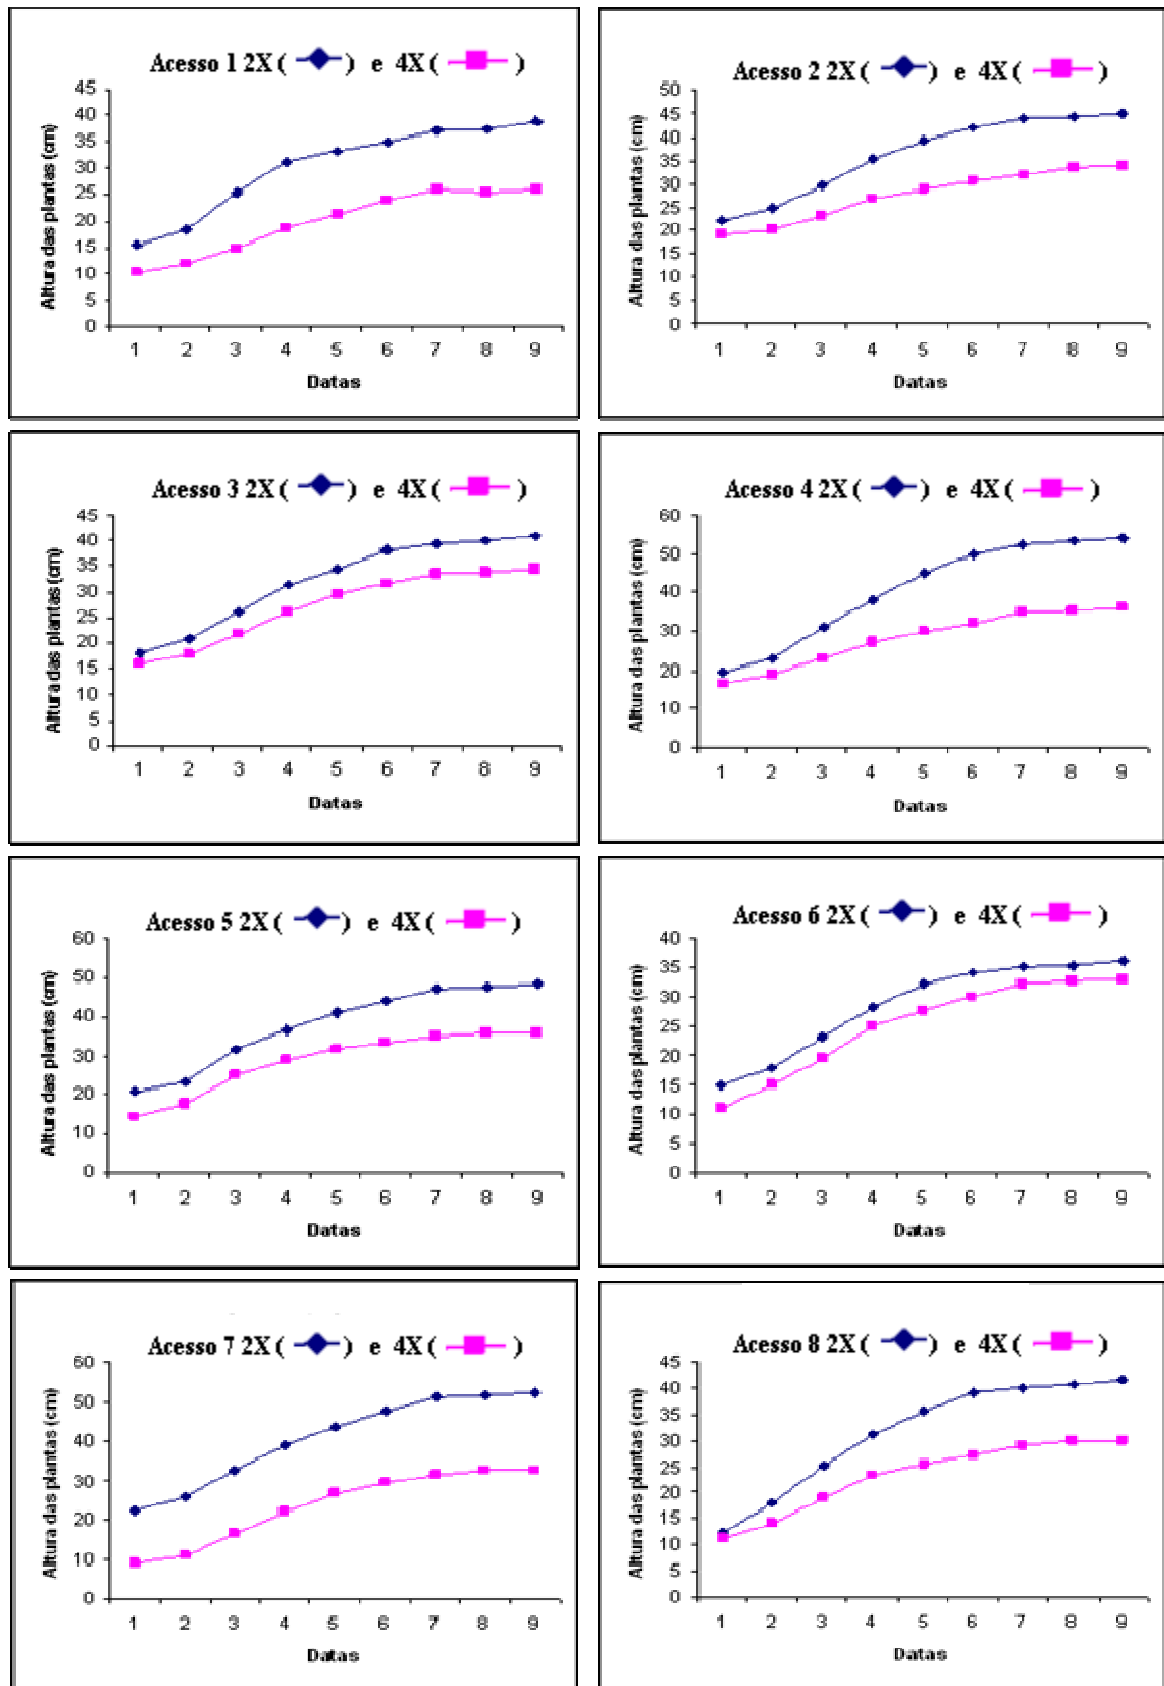 Acesso 1 2X ( ) e 4X ( )
45
40
35
30
25
20
15
10
5
0
Altura das plantas (cm)
1 2 3 4 5 6 7 8 9
Datas
Acesso 2 2X ( ) e 4X ( )
50
45
40
35
30
25
20
15
10
5
0
Altura das plantas (cm)
1 2 3 4 5 6 7 8 9
Datas
Acesso 3 2X ( ) e 4X ( )
45
40
35
30
25
20
15
10
5
0
Altura das plantas (cm)
1 2 3 4 5 6 7 8 9
Datas
Acesso 4 2X ( ) e 4X ( )
60
50
40
30
20
10
0
Altura das plantas (cm)
1 2 3 4 5 6 7 8 9
Datas
Acesso 5 2X ( ) e 4X ( )
60
50
40
30
20
10
0
Altura das plantas (cm)
1 2 3 4 5 6 7 8 9
Datas
Acesso 6 2X ( ) e 4X ( )
40
35
30
25
20
15
10
5
0
Altura das plantas (cm)
1 2 3 4 5 6 7 8 9
Datas
Acesso 7 2X ( ) e 4X ( )
60
50
40
30
20
10
0
Altura das plantas (cm)
1 2 3 4 5 6 7 8 9
Datas
Acesso 8 2X ( ) e 4X ( )
45
40
35
30
25
20
15
10
5
0
Altura das plantas (cm)
1 2 3 4 5 6 7 8 9
Datas